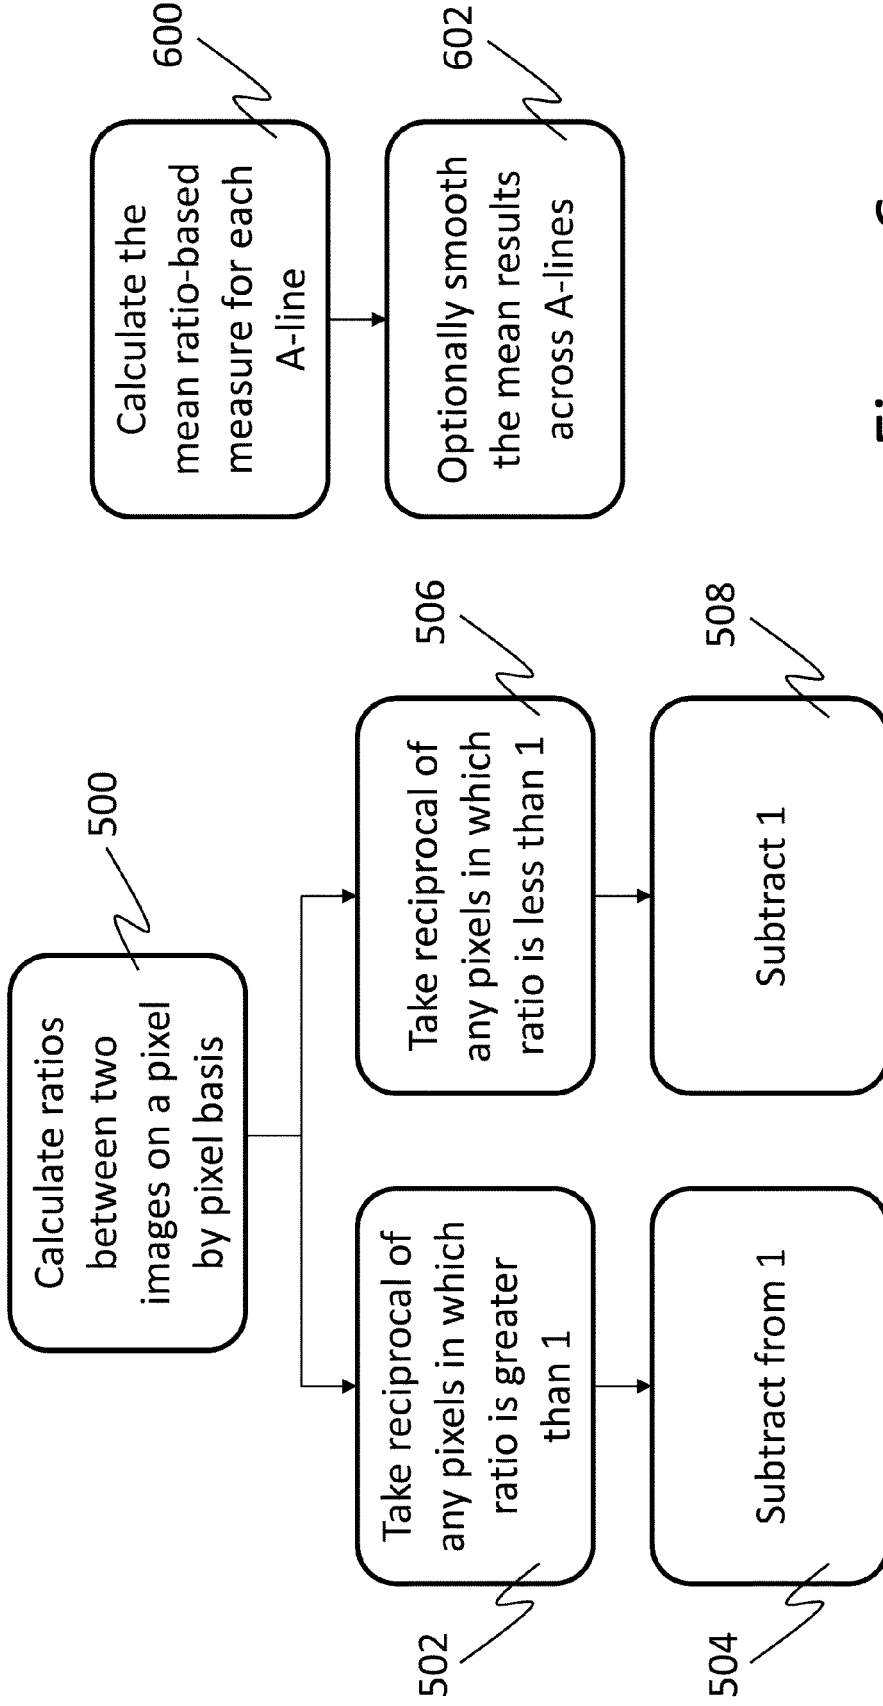 500
Calculate ratios
between two
images on a pixel
by pixel basis
502
Take reciprocal of
any pixels in which
ratio is greater
than 1
506
Take reciprocal of
any pixels in which
ratio is less than 1
504
Subtract from 1
508
Subtract 1
600
Calculate the
mean ratio-based
measure for each
A-line
602
Optionally smooth
the mean results
across A-lines